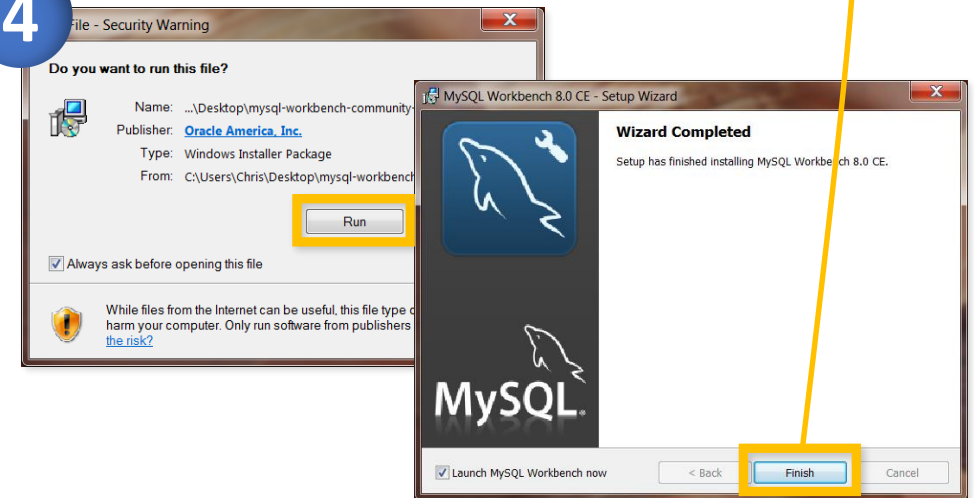 4
File - Security Warning
Do you want to run this file?
Name: ...\Desktop\mysql-workbench-community-
Publisher: Oracle America, Inc.
Type: Windows Installer Package
From: C:\Users\Chris\Desktop\mysql-workbench
Run
Always ask before opening this file
While files from the Internet can be useful, this file type
harm your computer. Only run software from publishers
the risk?
MySQL Workbench 8.0 CE - Setup Wizard
Wizard Completed
Setup has finished installing MySQL Workbench 8.0 CE.
MySQL
Launch MySQL Workbench now
< Back
Finish
Cancel